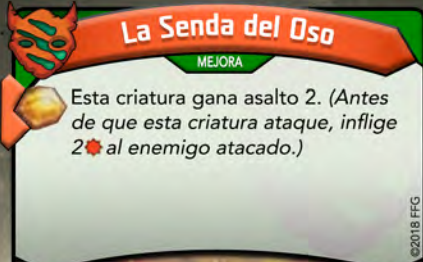 La Senda del Oso
MEJORA
Esta criatura gana asalto 2. (Antes
de que esta criatura ataque, inflige
2 al enemigo atacado.)
©2018 FFG